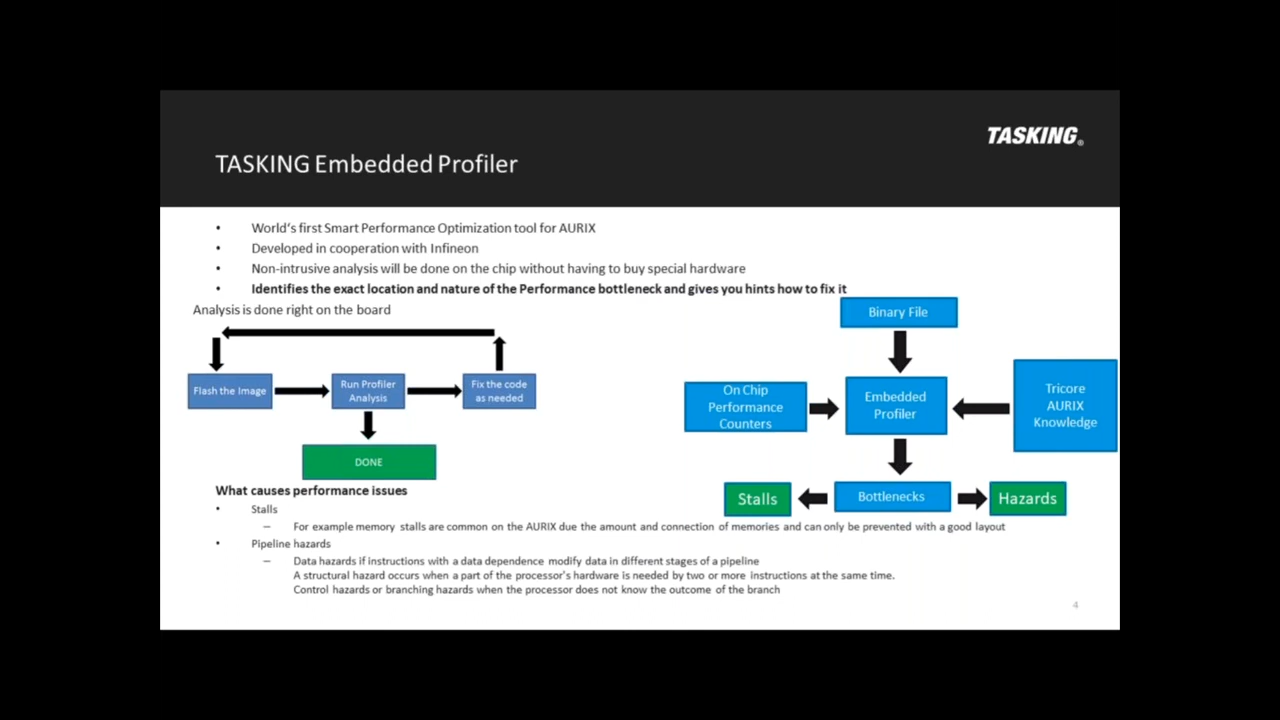 TASKING®
TASKING Embedded Profiler
• World's first Smart Performance Optimization tool for AURIX
• Developed in cooperation with Infineon
• Non-intrusive analysis will be done on the chip without having to buy special hardware
• Identifies the exact location and nature of the Performance bottleneck and gives you hints how to fix it
Analysis is done right on the board
Flash the Image
Run Profiler
Analysis
Fix the code
as needed
DONE
Binary File
On Chip
Performance
Counters
Embedded
Profiler
Tricore
AURIX
Knowledge
Stalls
Bottlenecks
Hazards
What causes performance issues
• Stalls
– For example memory stalls are common on the AURIX due the amount and connection of memories and can only be prevented with a good layout
• Pipeline hazards
– Data hazards if instructions with a data dependence modify data in different stages of a pipeline
A structural hazard occurs when a part of the processor's hardware is needed by two or more instructions at the same time.
Control hazards or branching hazards when the processor does not know the outcome of the branch
4